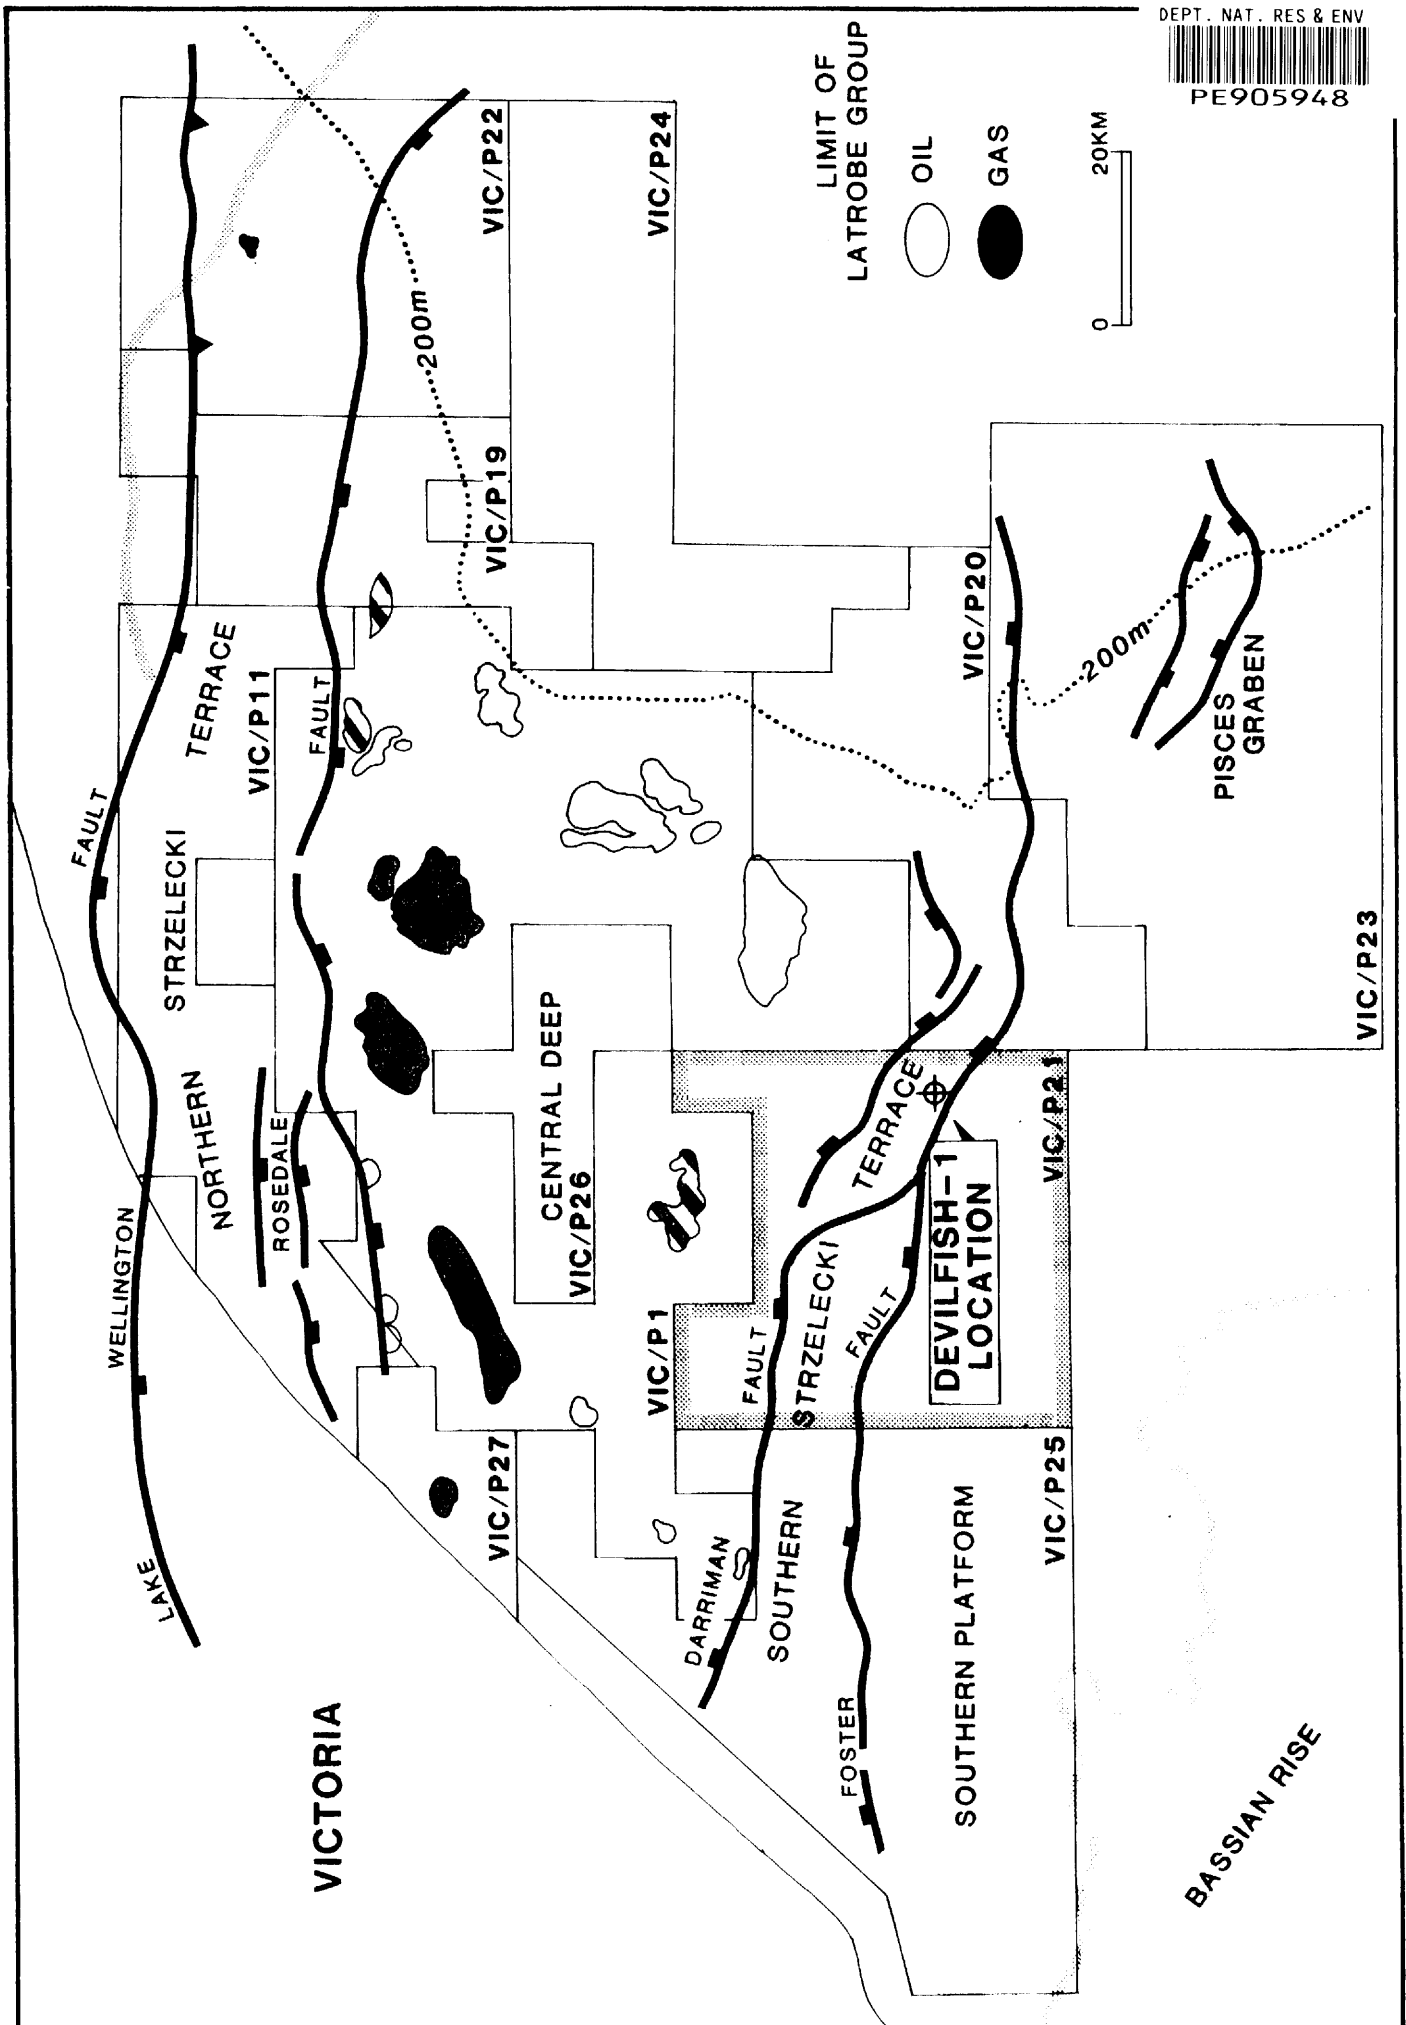 DEPT. NAT. RES & ENV
PE905948
LIMIT OF
LATROBE GROUP
OIL
GAS
0 20KM
VICTORIA
LAKE
WELLINGTON
FAULT
NORTHERN
STRZELECKI
TERRACE
ROSEDALE
FAULT
VIC/P11
VIC/P22
VIC/P24
VIC/P19
200m
VIC/P27
CENTRAL DEEP
VIC/P26
VIC/P1
VIC/P20
DARRIMAN
FAULT
SOUTHERN
STRZELECKI
TERRACE
FOSTER
FAULT
DEVILFISH-1
LOCATION
VIC/P21
SOUTHERN PLATFORM
VIC/P25
200m
PISCES
GRABEN
VIC/P23
BASSIAN RISE